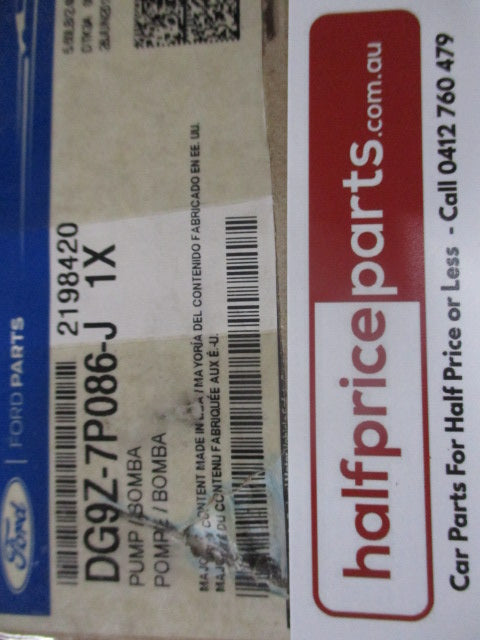 Ford | FORD PARTS
2198420
DG9Z-7P086-J 1X
PUMP / BOMBA
POMPE / BOMBA
CONTENT MADE IN / MAYORÍA DEL CONTENIDO FABRICADO EN EE. UU.
DU CONTENU FABRIQUÉE AUX É.-U.
halfpriceparts.com.au
Car Parts For Half Price or Less - Call 0412 760 479